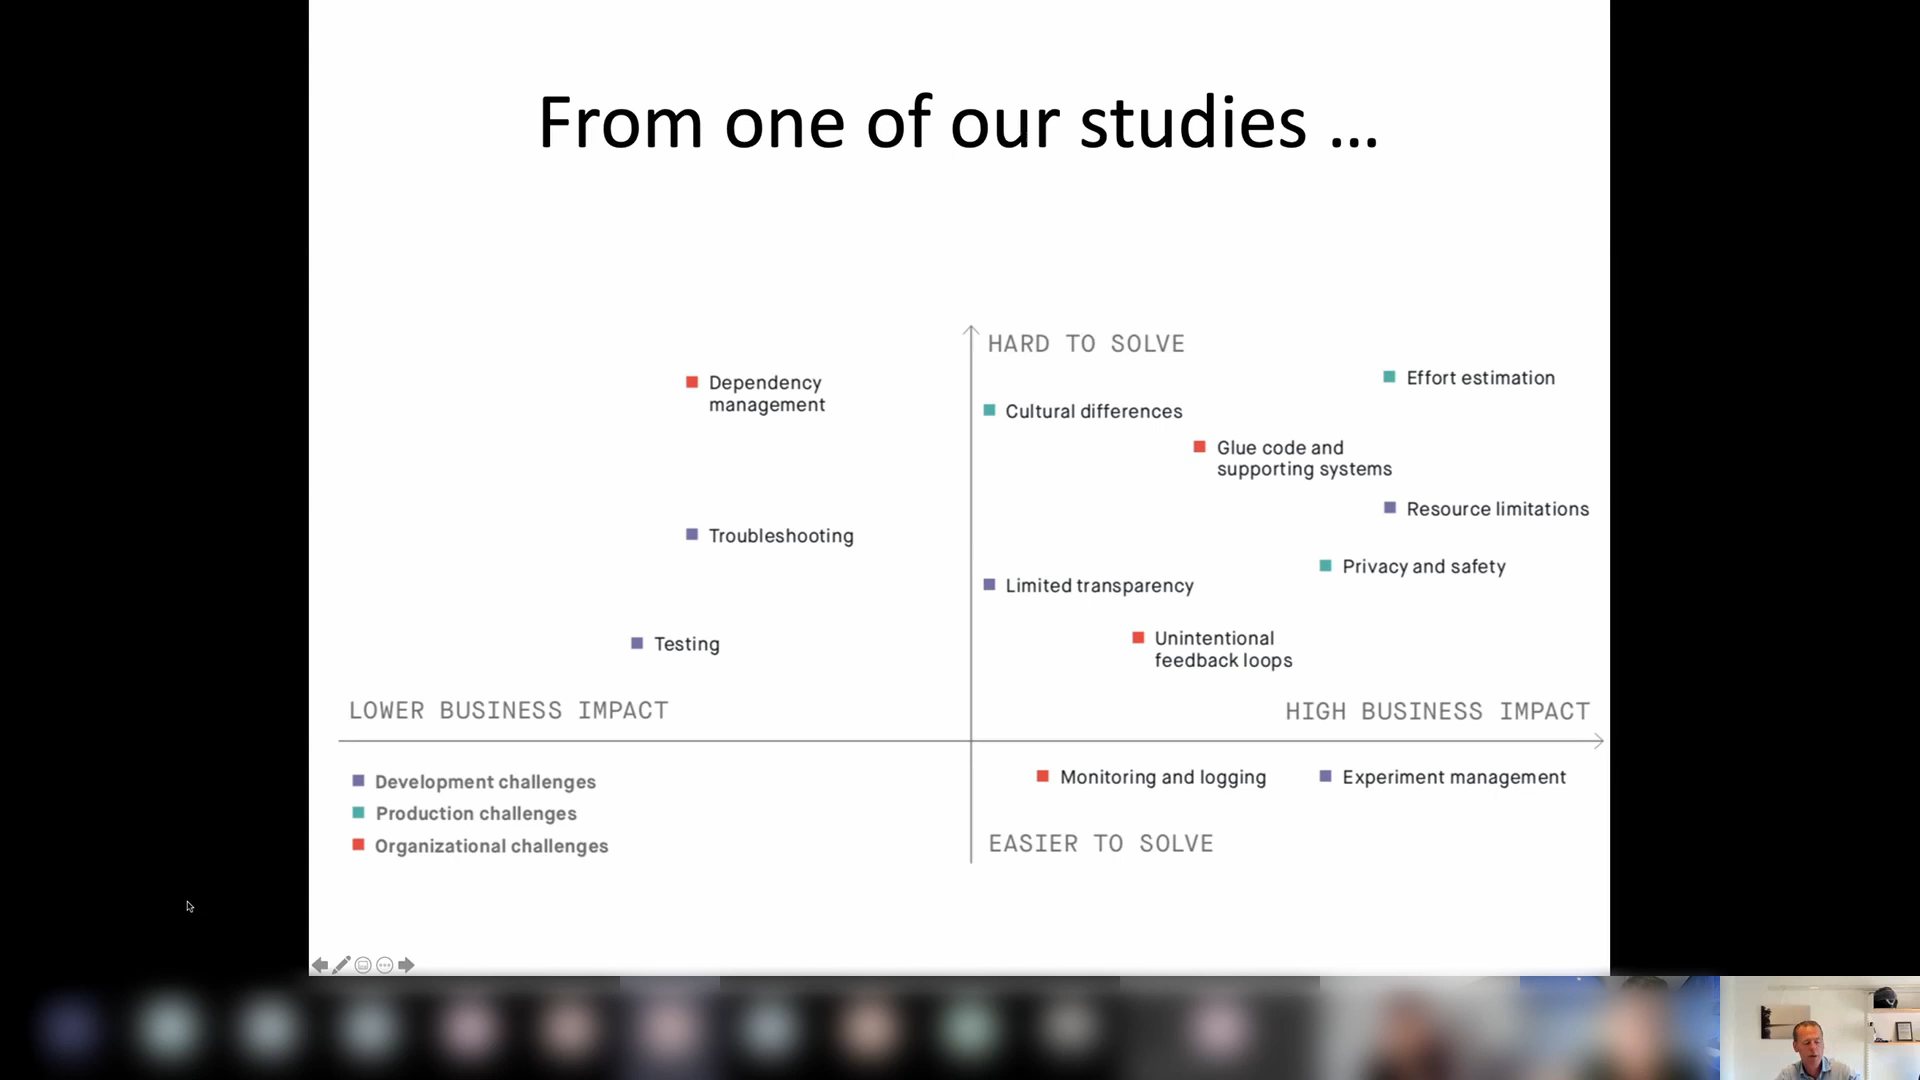 From one of our studies ...
HARD TO SOLVE
Effort estimation
Dependency
management
Cultural differences
Glue code and
supporting systems
Resource limitations
Troubleshooting
Privacy and safety
Limited transparency
Unintentional
feedback loops
Testing
LOWER BUSINESS IMPACT
HIGH BUSINESS IMPACT
Monitoring and logging
Experiment management
Development challenges
Production challenges
Organizational challenges
EASIER TO SOLVE